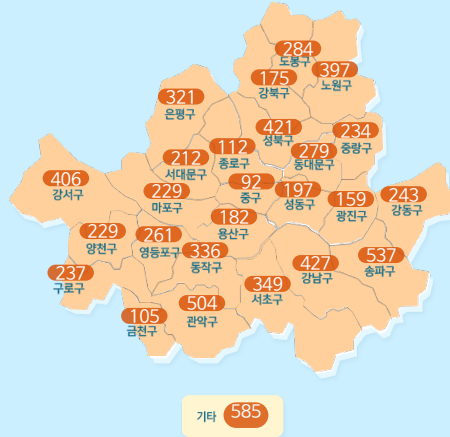 284
도봉구
397
노원구
175
강북구
321
은평구
421
성북구
234
중랑구
112
종로구
279
동대문구
212
서대문구
406
강서구
229
마포구
92
중구
197
성동구
159
광진구
243
강동구
182
용산구
229
양천구
261
영등포구
336
동작구
537
송파구
427
강남구
237
구로구
349
서초구
504
관악구
105
금천구
기타 585